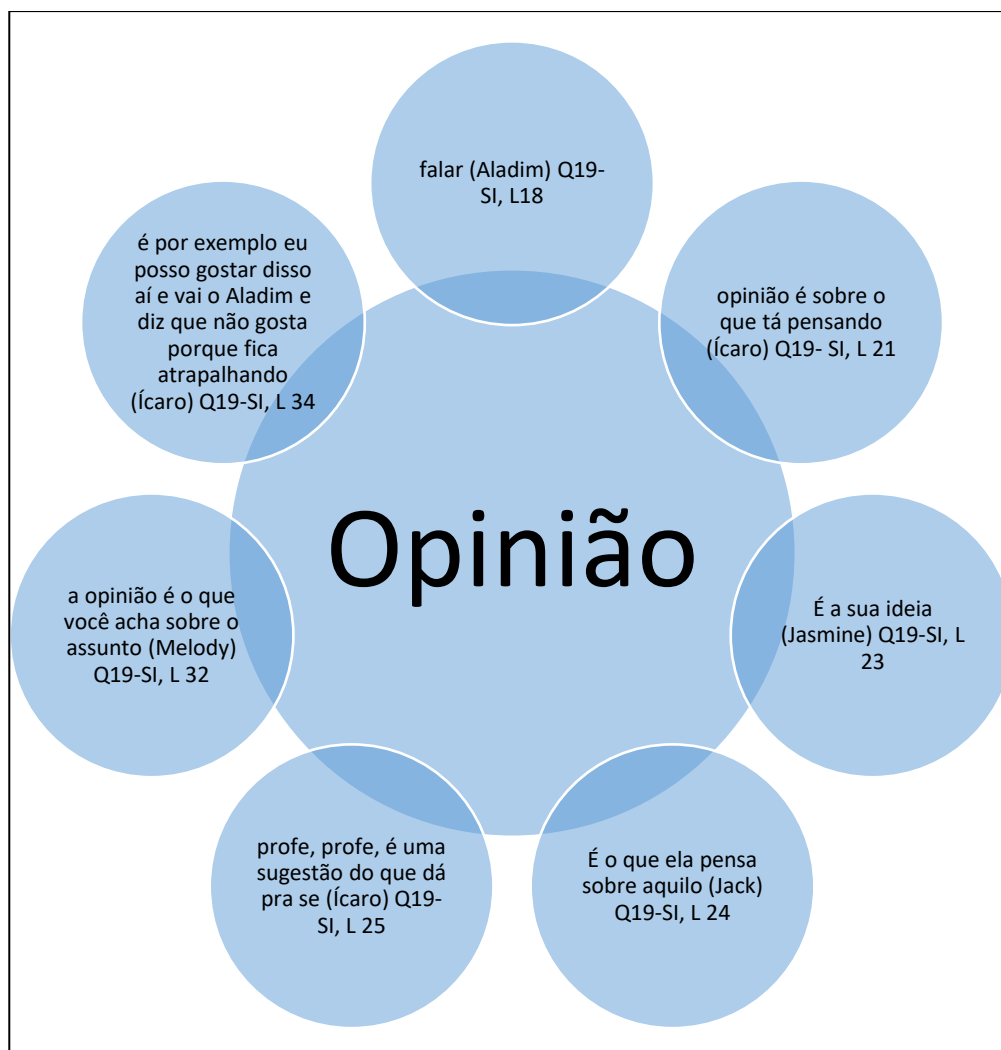 falar (Aladim) Q19-
SI, L18
opinião é sobre o
que tá pensando
(Ícaro) Q19- SI, L 21
É a sua ideia
(Jasmine) Q19-SI, L
23
É o que ela pensa
sobre aquilo (Jack)
Q19-SI, L 24
profe, profe, é uma
sugestão do que dá
pra se (Ícaro) Q19-
SI, L 25
a opinião é o que
você acha sobre o
assunto (Melody)
Q19-SI, L 32
é por exemplo eu
posso gostar disso
aí e vai o Aladim e
diz que não gosta
porque fica
atrapalhando
(Ícaro) Q19-SI, L 34
Opinião